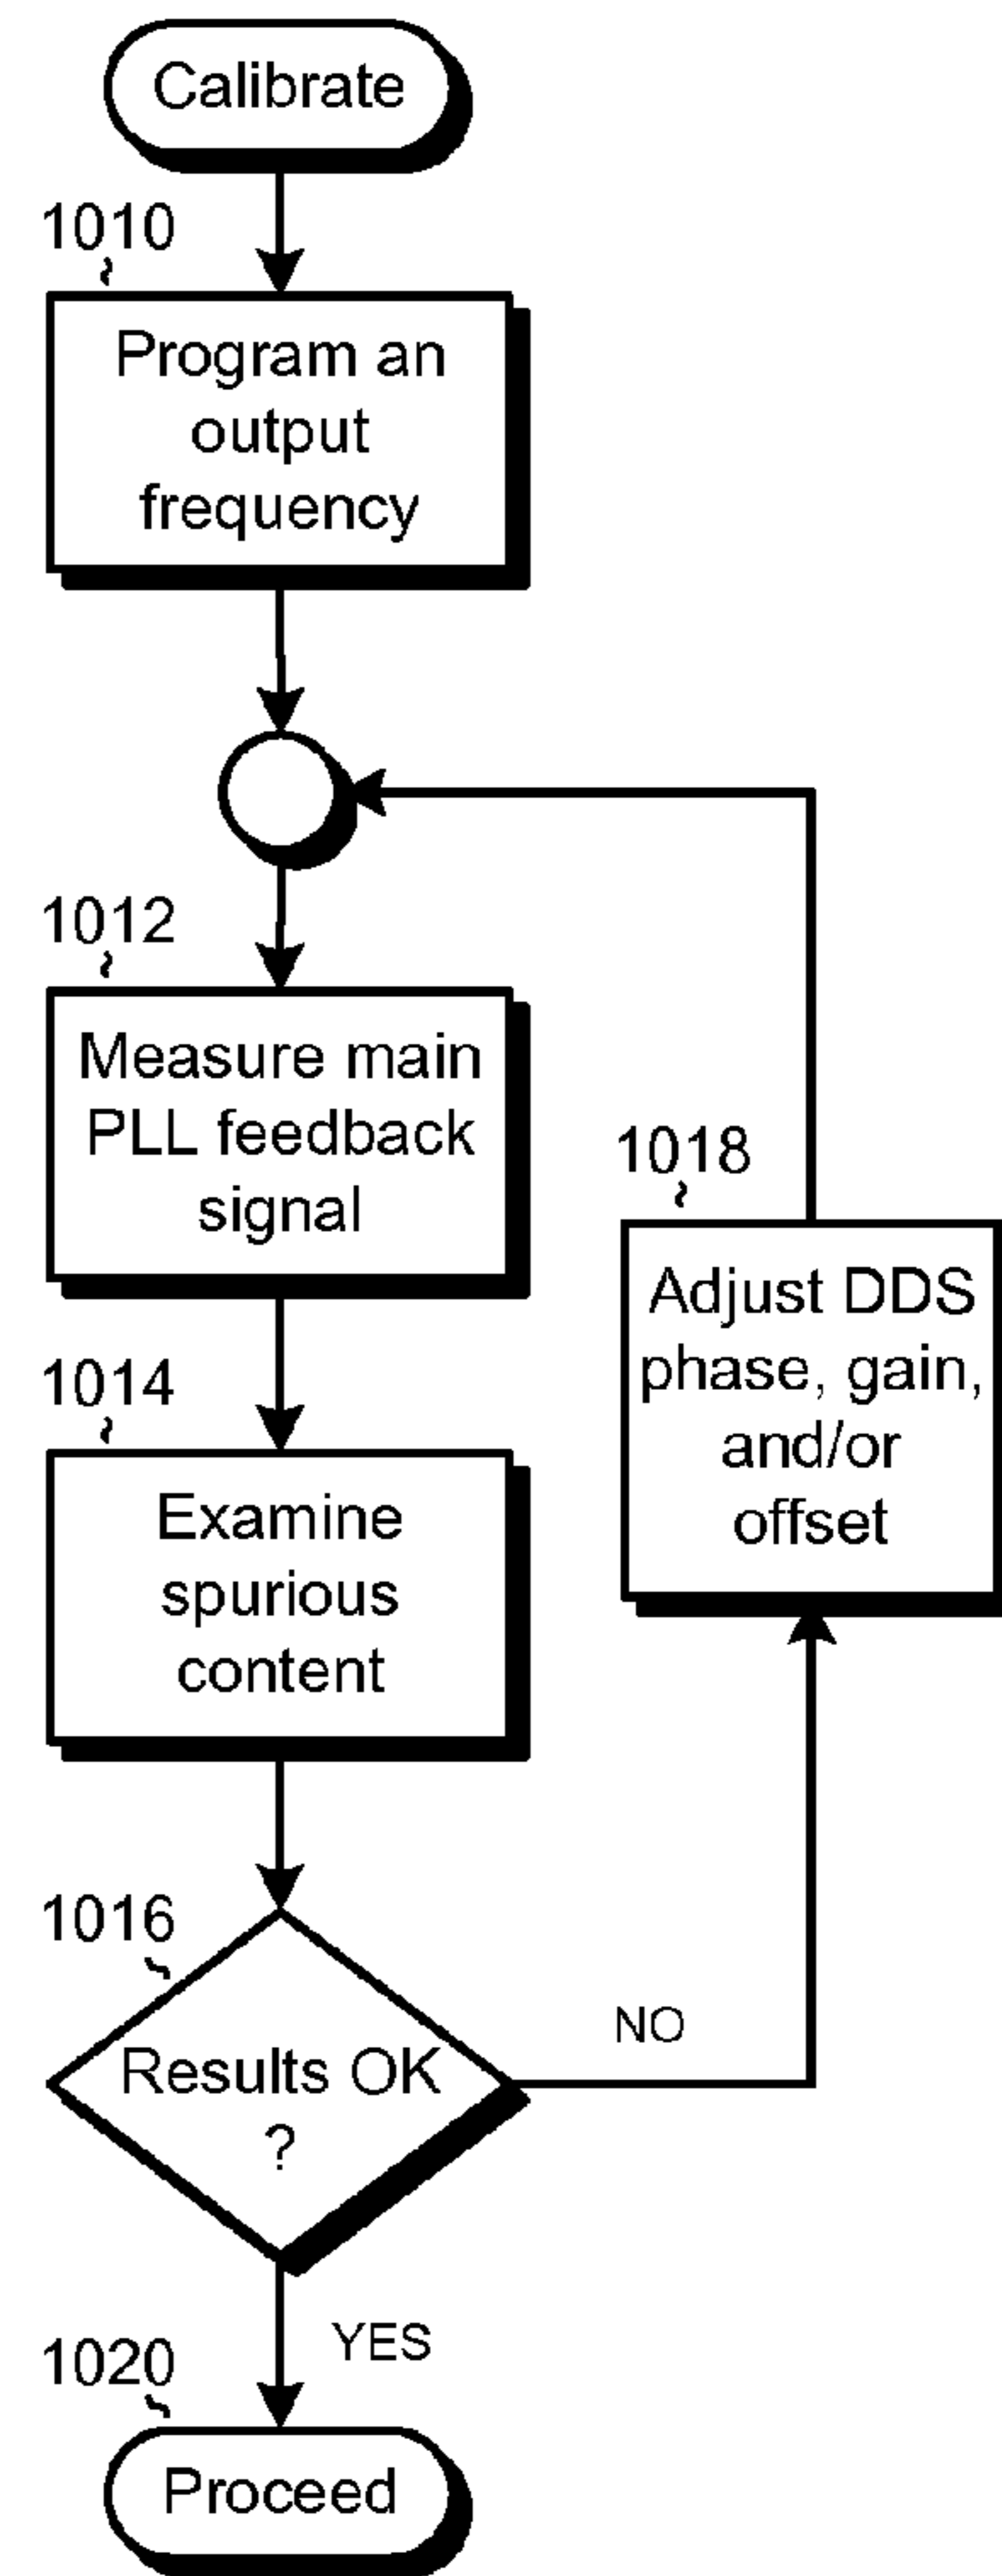 Calibrate
1010
Program an
output
frequency
1012
Measure main
PLL feedback
signal
1014
Examine
spurious
content
1016
Results OK
?
NO
1018
Adjust DDS
phase, gain,
and/or
offset
YES
1020
Proceed